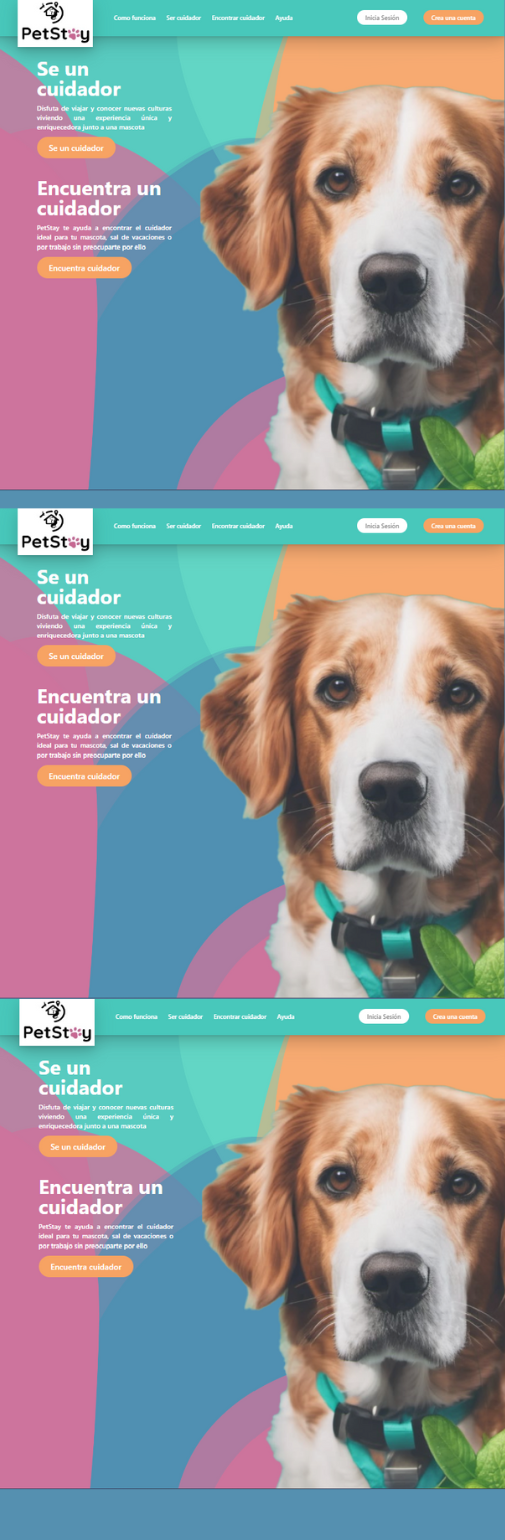 PetStay
Como funciona Ser cuidador Encontrar cuidador Ayuda Inicia Sesión Crea una cuenta
Se un
cuidador
Disfuta de viajar y conocer nuevas culturas
viviendo una experiencia única y
enriquecedora junto a una mascota
Se un cuidador
Encuentra un
cuidador
PetStay te ayuda a encontrar el cuidador
ideal para tu mascota, sal de vacaciones o
por trabajo sin preocuparte por ello
Encuentra cuidador
PetStay
Como funciona Ser cuidador Encontrar cuidador Ayuda Inicia Sesión Crea una cuenta
Se un
cuidador
Disfuta de viajar y conocer nuevas culturas
viviendo una experiencia única y
enriquecedora junto a una mascota
Se un cuidador
Encuentra un
cuidador
PetStay te ayuda a encontrar el cuidador
ideal para tu mascota, sal de vacaciones o
por trabajo sin preocuparte por ello
Encuentra cuidador
PetStay
Como funciona Ser cuidador Encontrar cuidador Ayuda Inicia Sesión Crea una cuenta
Se un
cuidador
Disfuta de viajar y conocer nuevas culturas
viviendo una experiencia única y
enriquecedora junto a una mascota
Se un cuidador
Encuentra un
cuidador
PetStay te ayuda a encontrar el cuidador
ideal para tu mascota, sal de vacaciones o
por trabajo sin preocuparte por ello
Encuentra cuidador